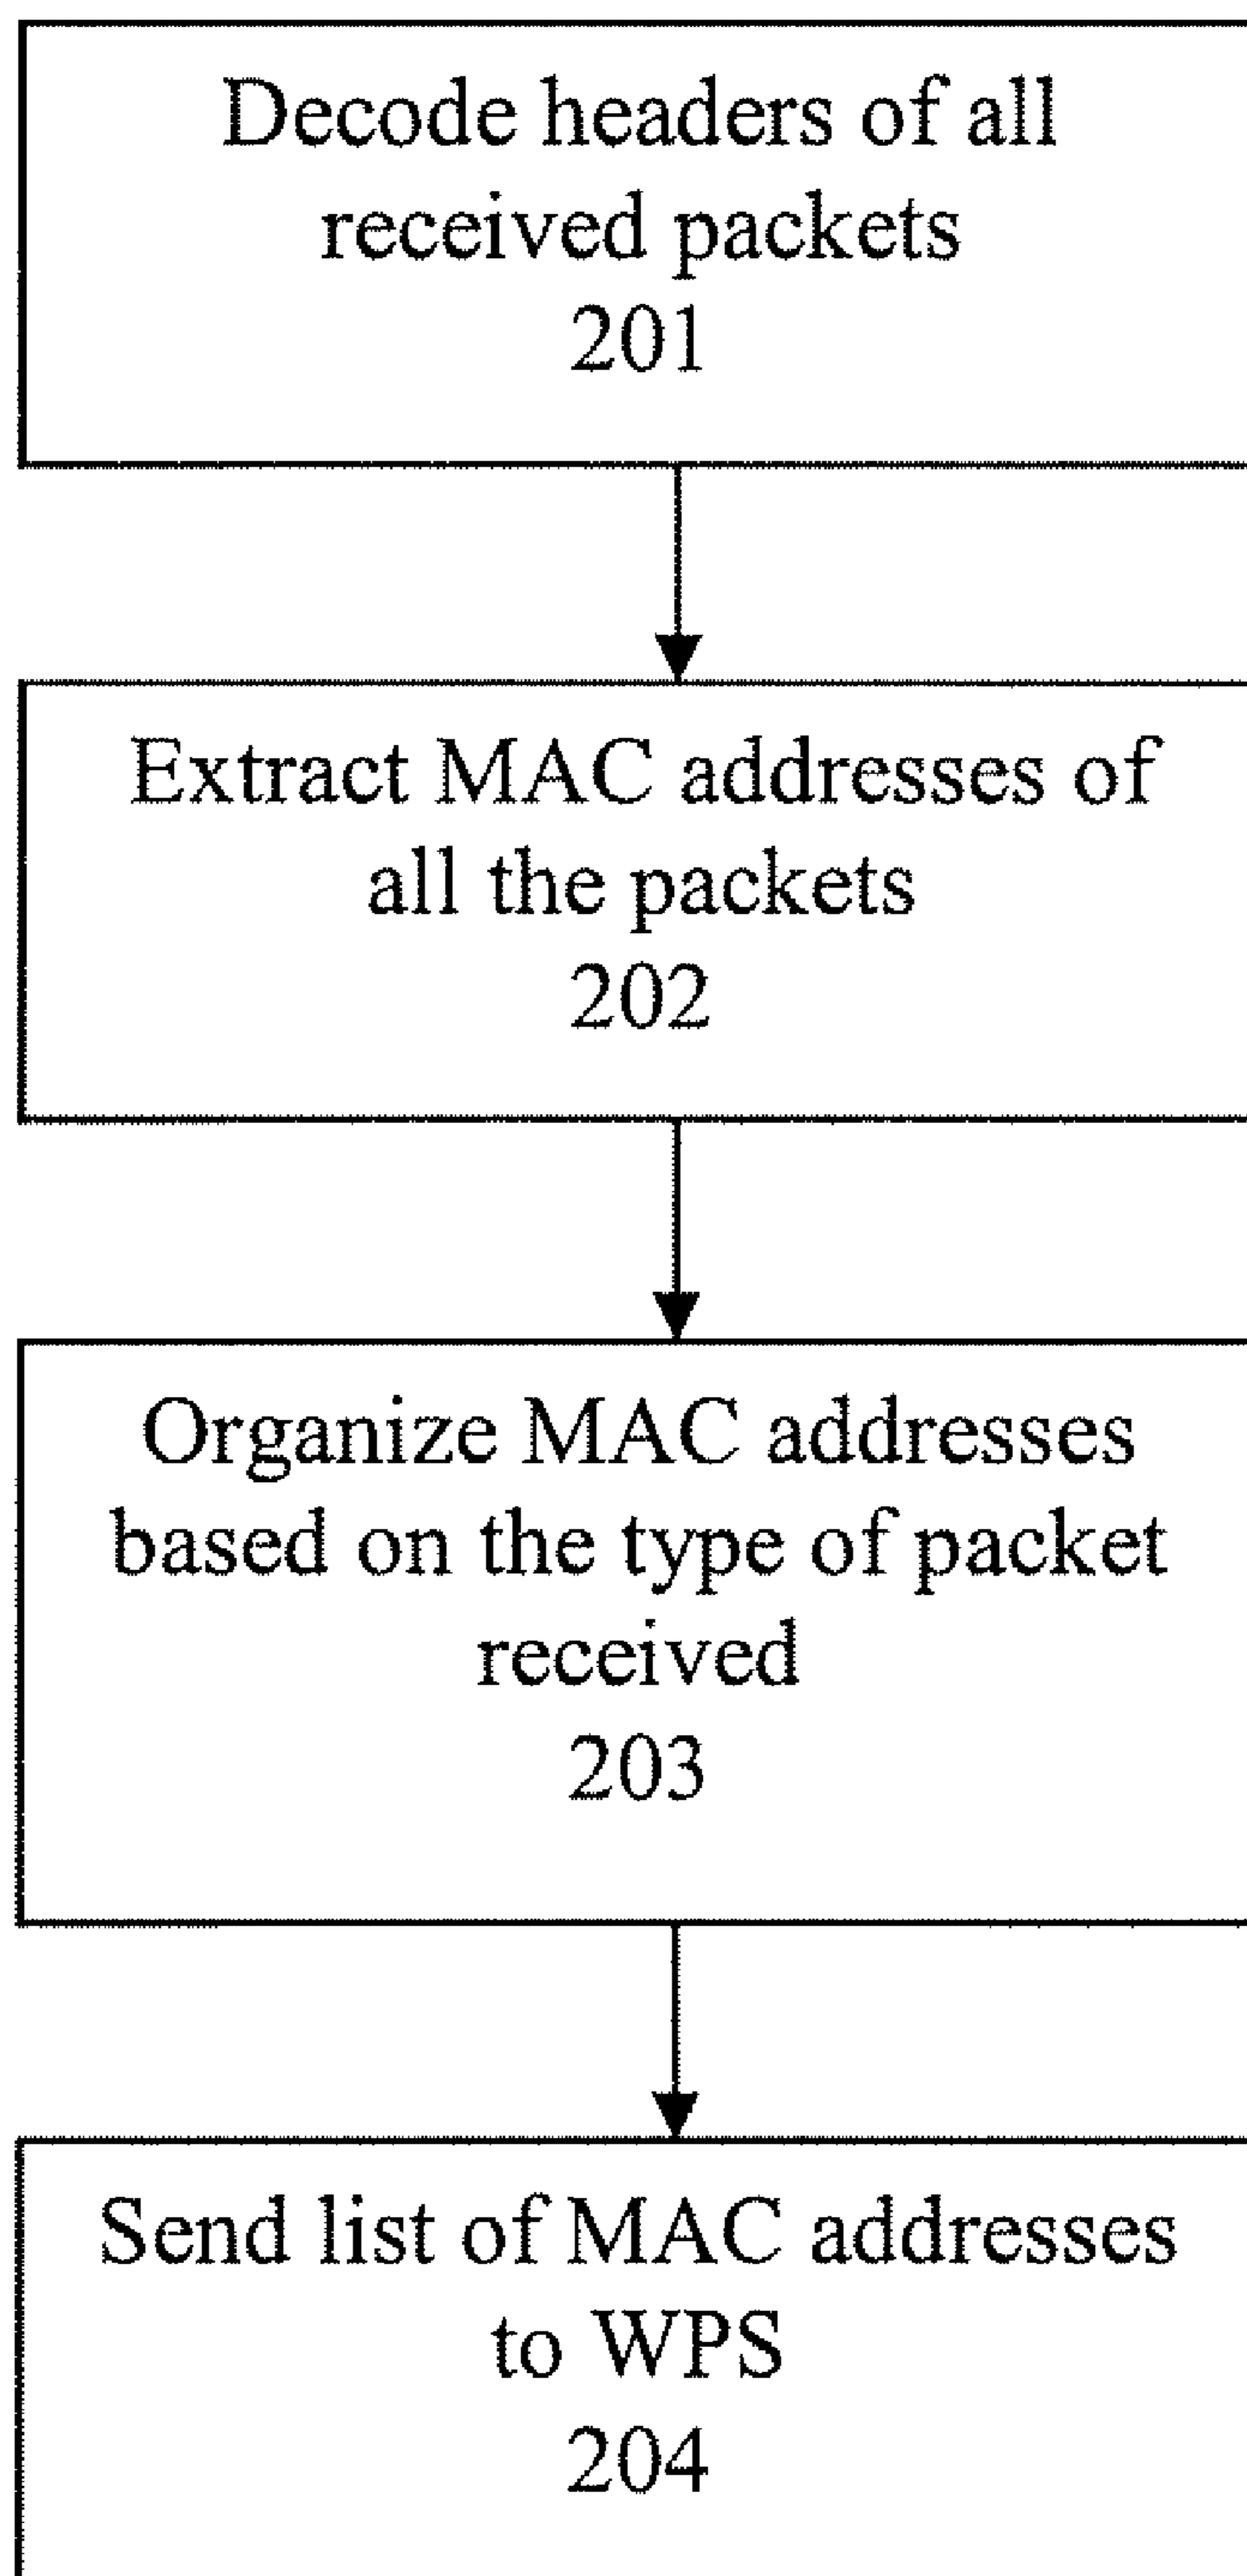 Decode headers of all
received packets
201
Extract MAC addresses of
all the packets
202
Organize MAC addresses
based on the type of packet
received
203
Send list of MAC addresses
to WPS
204